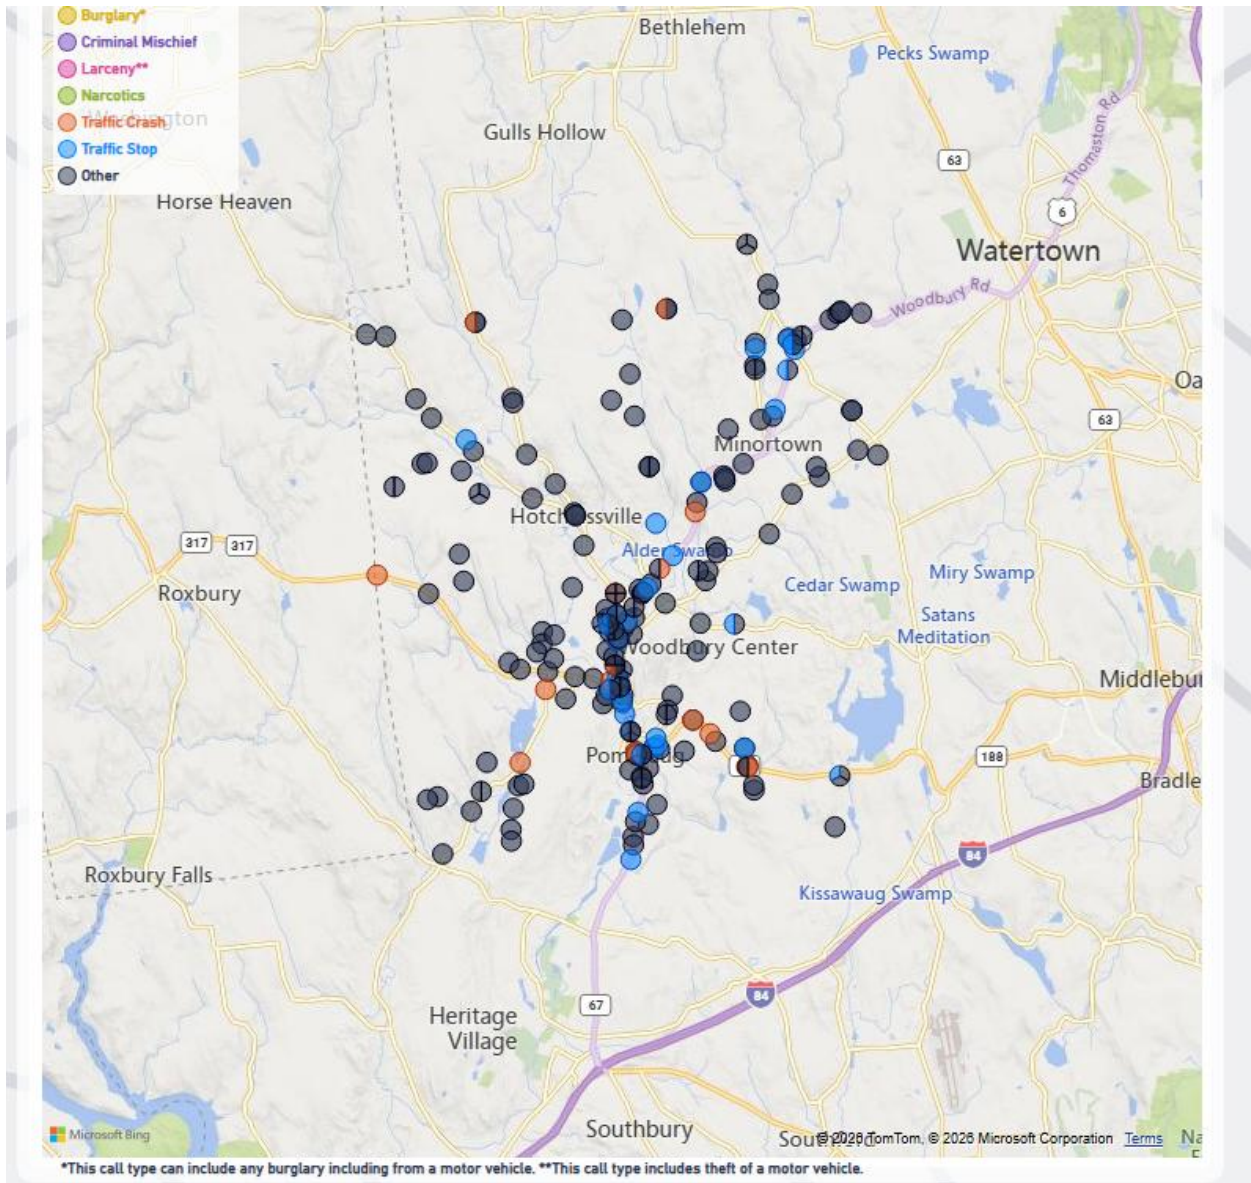 Burglary*
Bethlehem
Criminal Mischief
Pecks Swamp
Larceny**
Narcotics
Traffic Crash
Gulls Hollow
Thomaston Rd
Traffic Stop
63
Other
Horse Heaven
6
Watertown
Woodbury Rd
63
Minortown
317
317
Alder Swamp
Cedar Swamp
Miry Swamp
Roxbury
Satans
Meditation
Woodbury Center
188
84
Roxbury Falls
Kissawaug Swamp
84
67
Heritage
Village
Southbury
Microsoft Bing
TomTom, © 2026 Microsoft Corporation
Terms
*This call type can include any burglary including from a motor vehicle. **This call type includes theft of a motor vehicle.